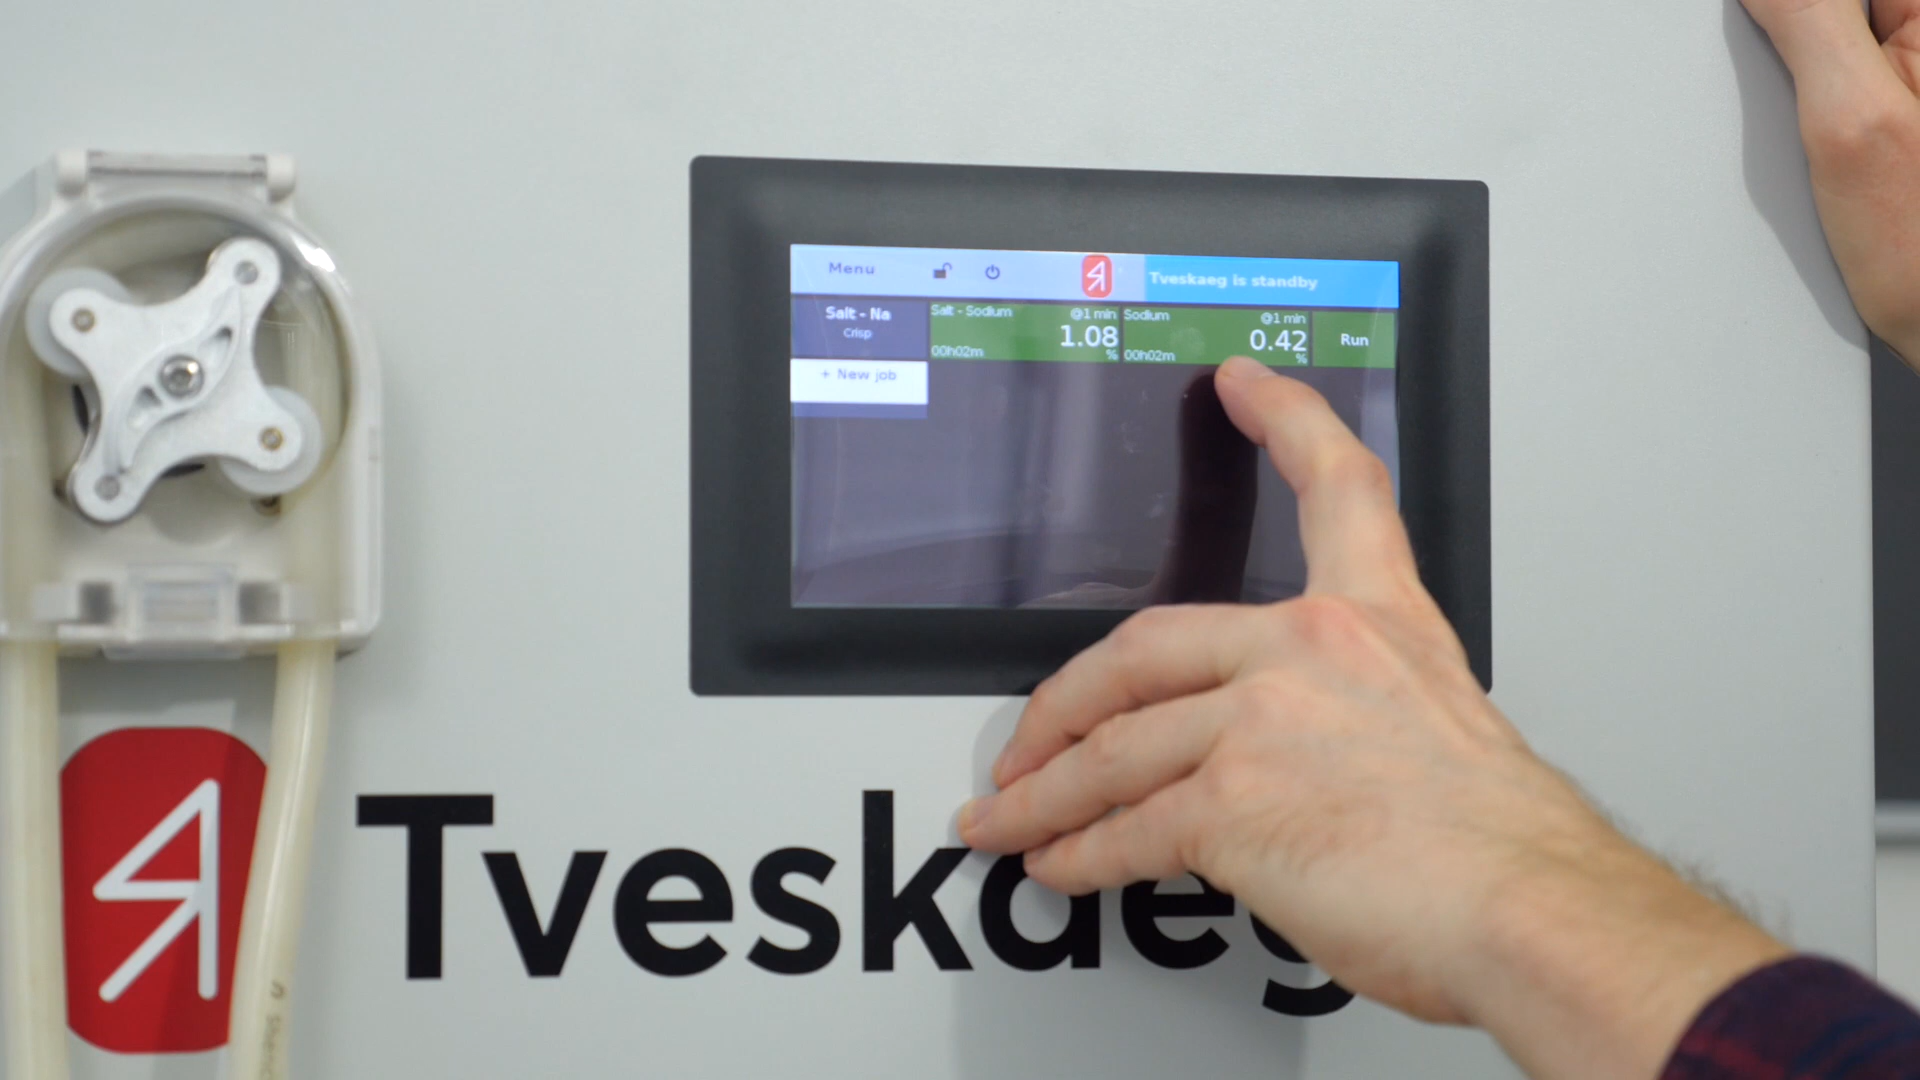 Menu
Tveskaeg is standby
Salt - Na
Crisp
Salt - Sodium
@1 min
1.08
%
00h02m
Sodium
@1 min
0.42
%
00h02m
Run
+ New job
Tveskaeg